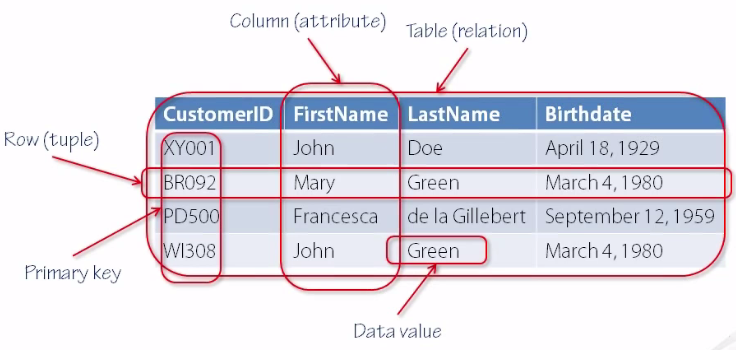 Column (attribute)
Table (relation)
CustomerID FirstName LastName Birthdate
Row (tuple)
XY001 John Doe April 18, 1929
BR092 Mary Green March 4, 1980
PD500 Francesca de la Gillebert September 12, 1959
WI308 John Green March 4, 1980
Primary key
Data value